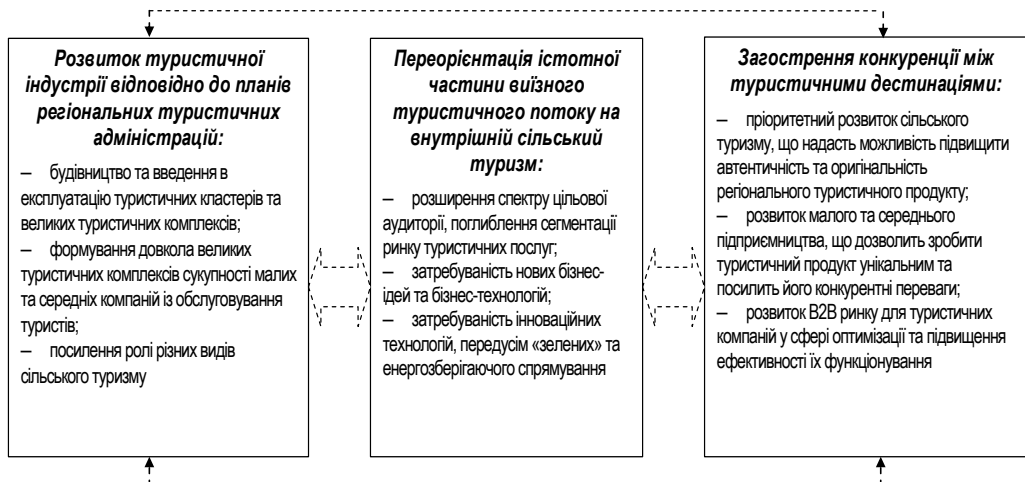 Розвиток туристичної
індустрії відповідно до планів
регіональних туристичних
адміністрацій:
– будівництво та введення в
експлуатацію туристичних кластерів та
великих туристичних комплексів;
– формування довкола великих
туристичних комплексів сукупності малих
та середніх компаній із обслуговування
туристів;
– посилення ролі різних видів
сільського туризму
Переорієнтація істотної
частини виїзного
туристичного потоку на
внутрішній сільський
туризм:
– розширення спектру цільової
аудиторії, поглиблення сегментації
ринку туристичних послуг;
– затребуваність нових бізнес-
ідей та бізнес-технологій;
– затребуваність інноваційних
технологій, передусім «зелених» та
енергозберігаючого спрямування
Загострення конкуренції між
туристичними дестинаціями:
– пріоритетний розвиток сільського
туризму, що надасть можливість підвищити
автентичність та оригінальність
регіонального туристичного продукту;
– розвиток малого та середнього
підприємництва, що дозволить зробити
туристичний продукт унікальним та
посилить його конкурентні переваги;
– розвиток B2B ринку для туристичних
компаній у сфері оптимізації та підвищення
ефективності їх функціонування